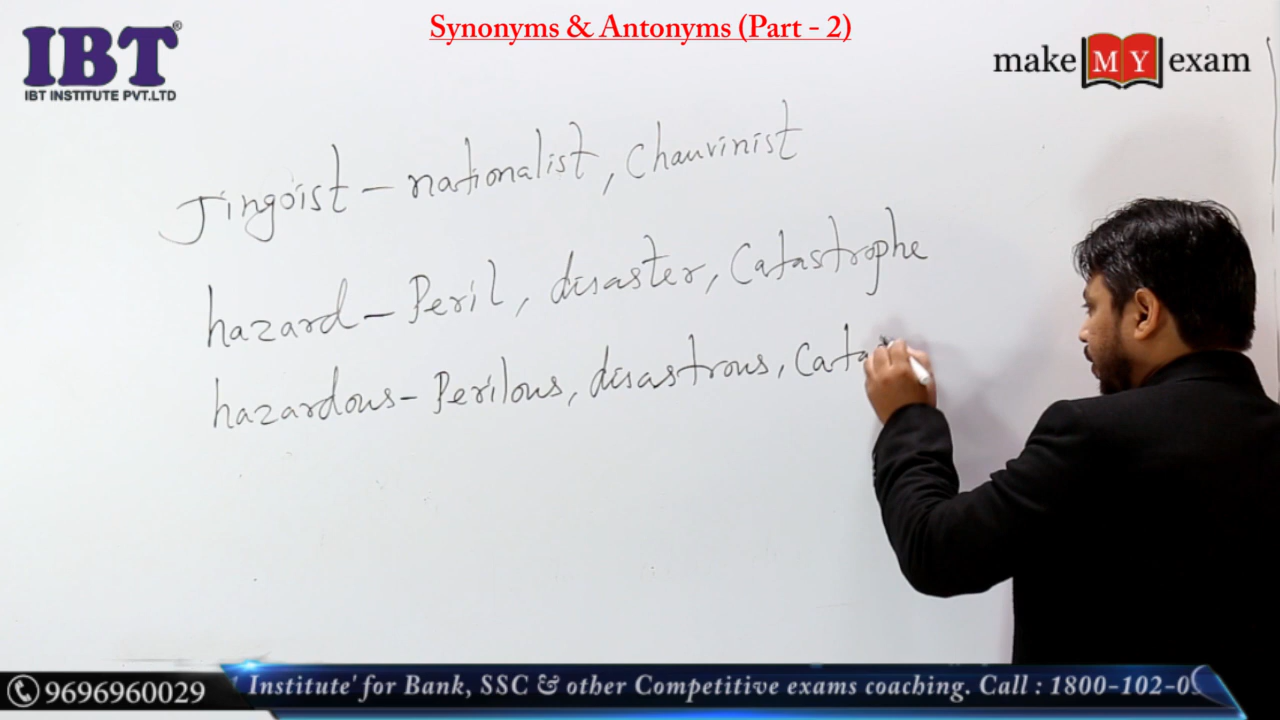 Synonyms & Antonyms (Part - 2)
IBT®
IBT INSTITUTE PVT.LTD
make MY exam
Jingoist - nationalist, Chauvinist
hazard - Peril, disaster, Catastrophe
hazardous - Perilous, disastrous, Cata
9696960029
Institute' for Bank, SSC & other Competitive exams coaching. Call : 1800-102-0